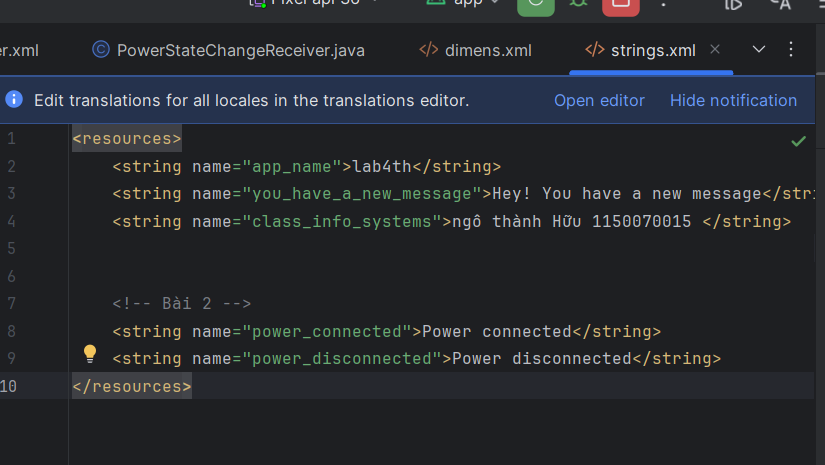 Pixel api 36 app
er.xml PowerStateChangeReceiver.java dimens.xml strings.xml
Edit translations for all locales in the translations editor. Open editor Hide notification
1 <resources>
2 <string name="app_name">lab4th</string>
3 <string name="you_have_a_new_message">Hey! You have a new message</stri
4 <string name="class_info_systems">ngô thành Hữu 1150070015 </string>
5
6
7 <!-- Bài 2 -->
8 <string name="power_connected">Power connected</string>
9 <string name="power_disconnected">Power disconnected</string>
10 </resources>